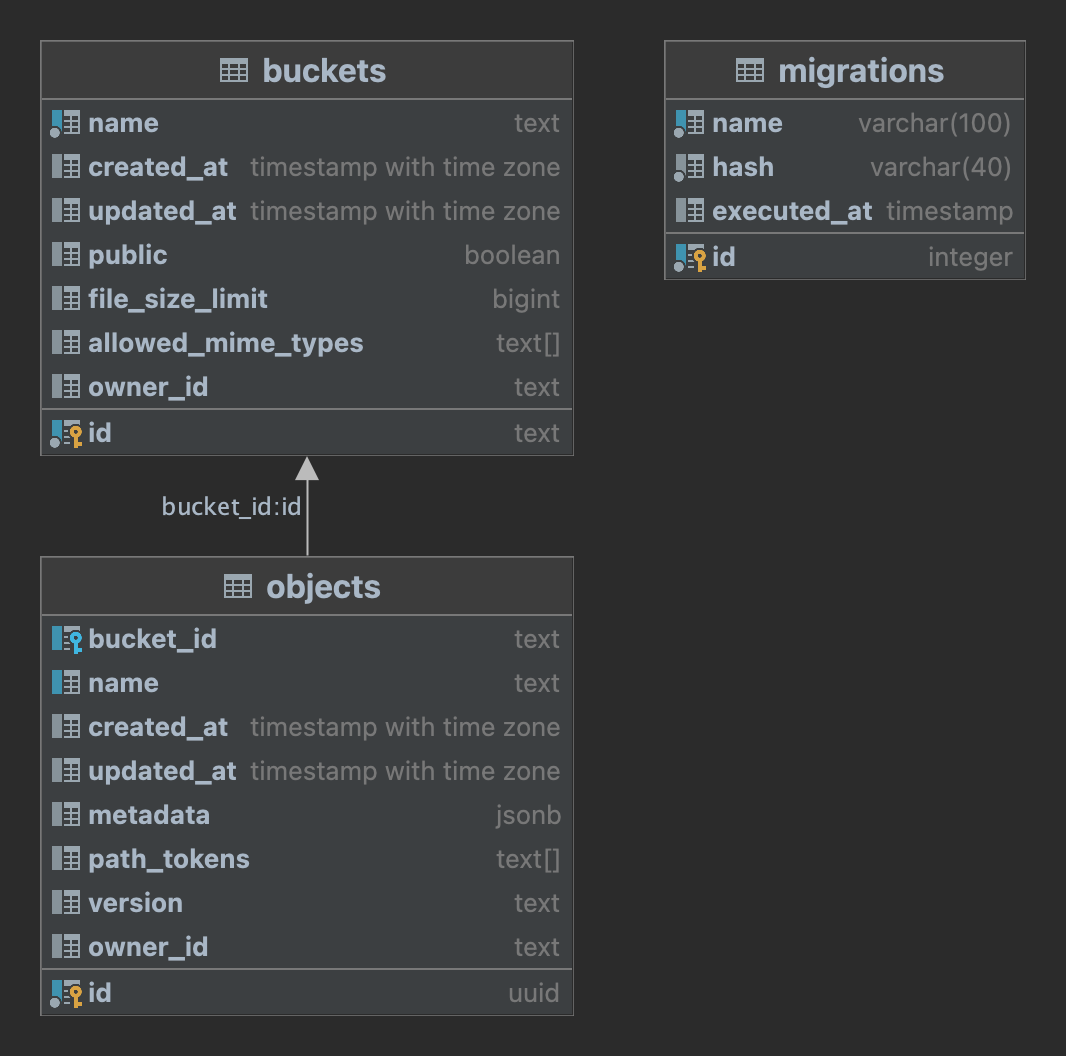 buckets
name text
created_at timestamp with time zone
updated_at timestamp with time zone
public boolean
file_size_limit bigint
allowed_mime_types text[]
owner_id text
id text
migrations
name varchar(100)
hash varchar(40)
executed_at timestamp
id integer
bucket_id:id
objects
bucket_id text
name text
created_at timestamp with time zone
updated_at timestamp with time zone
metadata jsonb
path_tokens text[]
version text
owner_id text
id uuid